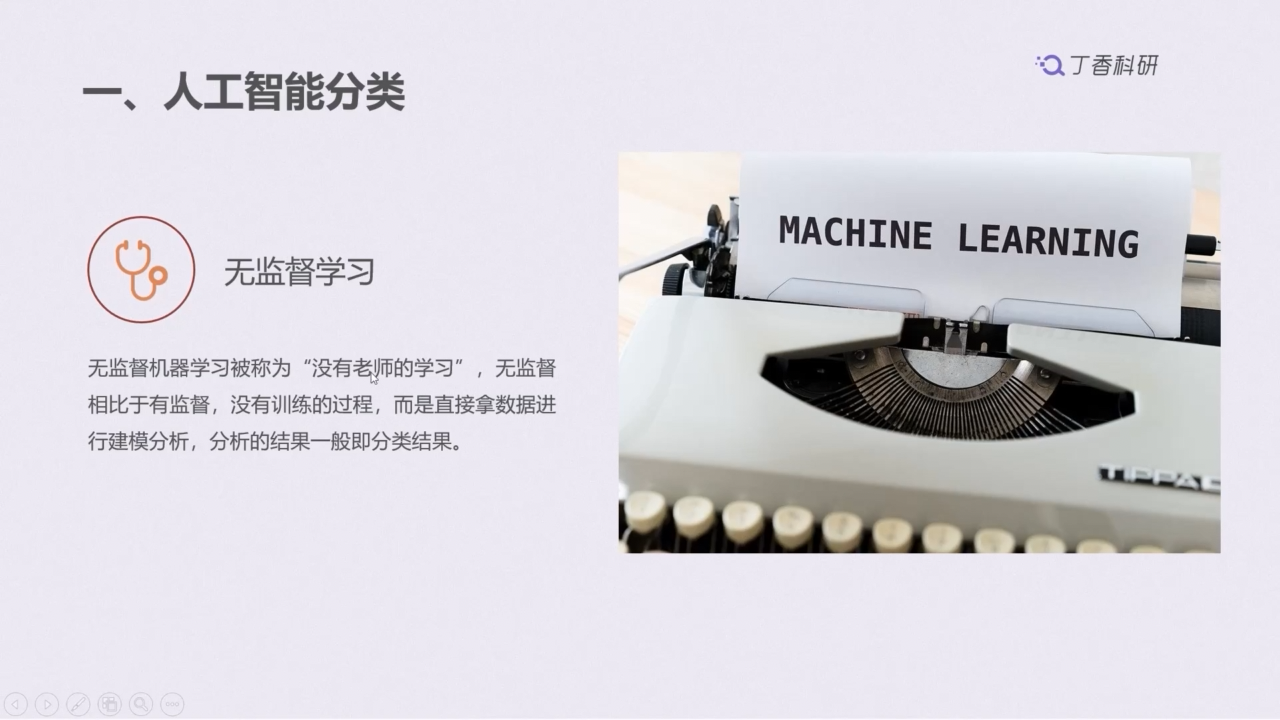 一、人工智能分类
丁香科研
无监督学习
无监督机器学习被称为“没有老师的学习”，无监督
相比于有监督，没有训练的过程，而是直接拿数据进
行建模分析，分析的结果一般即分类结果。
MACHINE LEARNING
TIPPA